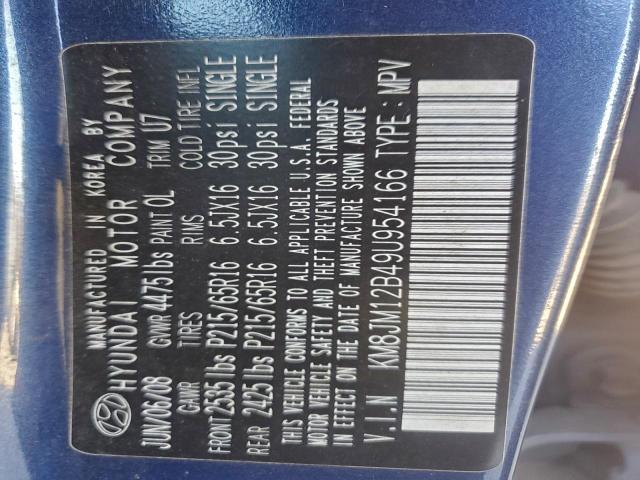 MANUFACTURED IN KOREA BY
HYUNDAI MOTOR COMPANY
JUN/06/08 GVWR 4475 lbs PAINT 0L TRIM U7
GAWR TIRES RIMS COLD TIRE INFL
FRONT 2535 lbs P215/65R16 6.5JX16 30psi SINGLE
REAR 2425 lbs P215/65R16 6.5JX16 30psi SINGLE
THIS VEHICLE CONFORMS TO ALL APPLICABLE U.S.A. FEDERAL
MOTOR VEHICLE SAFETY AND THEFT PREVENTION STANDARDS
IN EFFECT ON THE DATE OF MANUFACTURE SHOWN ABOVE
V.I.N KM8JM12B49U954166 TYPE : MPV